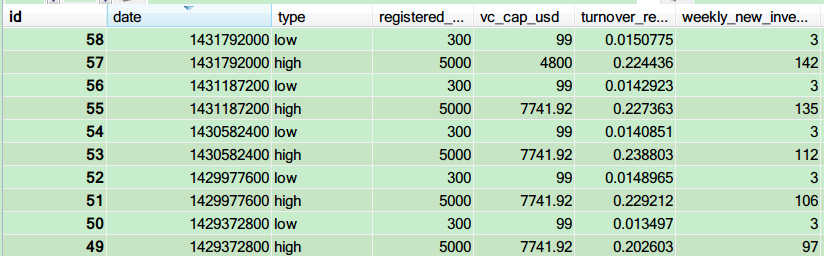 id date type registered_... vc_cap_usd turnover_re... weekly_new_inve...
58 1431792000 low 300 99 0.0150775 3
57 1431792000 high 5000 4800 0.224436 142
56 1431187200 low 300 99 0.0142923 3
55 1431187200 high 5000 7741.92 0.227363 135
54 1430582400 low 300 99 0.0140851 3
53 1430582400 high 5000 7741.92 0.238803 112
52 1429977600 low 300 99 0.0148965 3
51 1429977600 high 5000 7741.92 0.229212 106
50 1429372800 low 300 99 0.013497 3
49 1429372800 high 5000 7741.92 0.202603 97